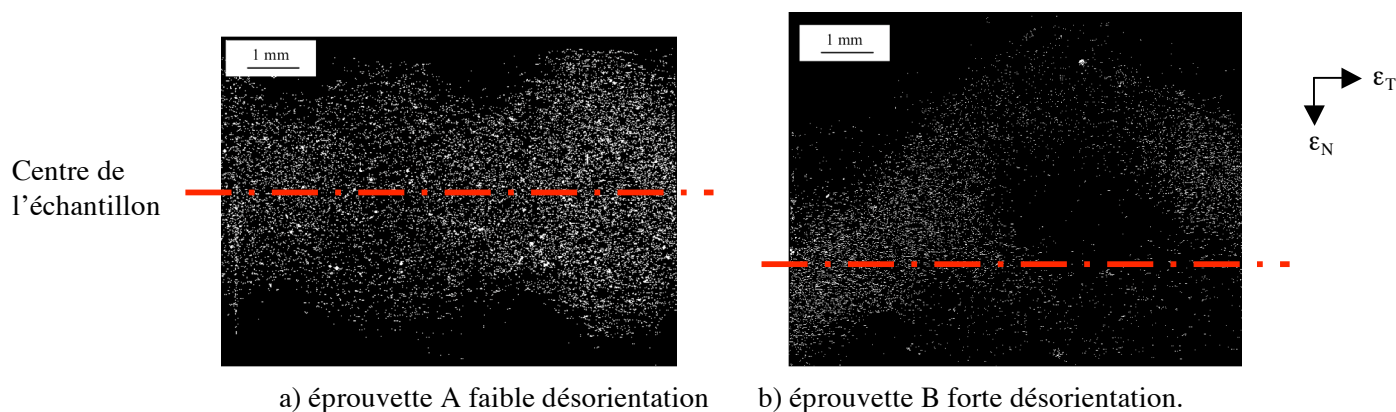 1 mm
1 mm
εT
εN
Centre de
l'échantillon
a) éprouvette A faible désorientation
b) éprouvette B forte désorientation.